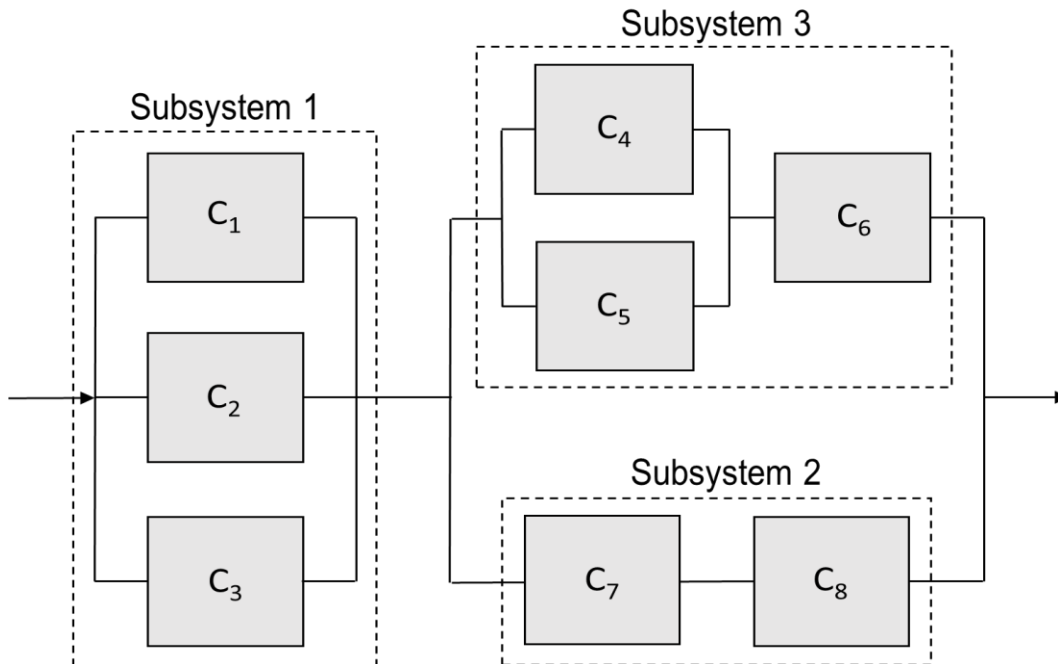 Subsystem 3
Subsystem 1
C₄
C₁
C₆
C₅
C₂
Subsystem 2
C₃
C₇
C₈